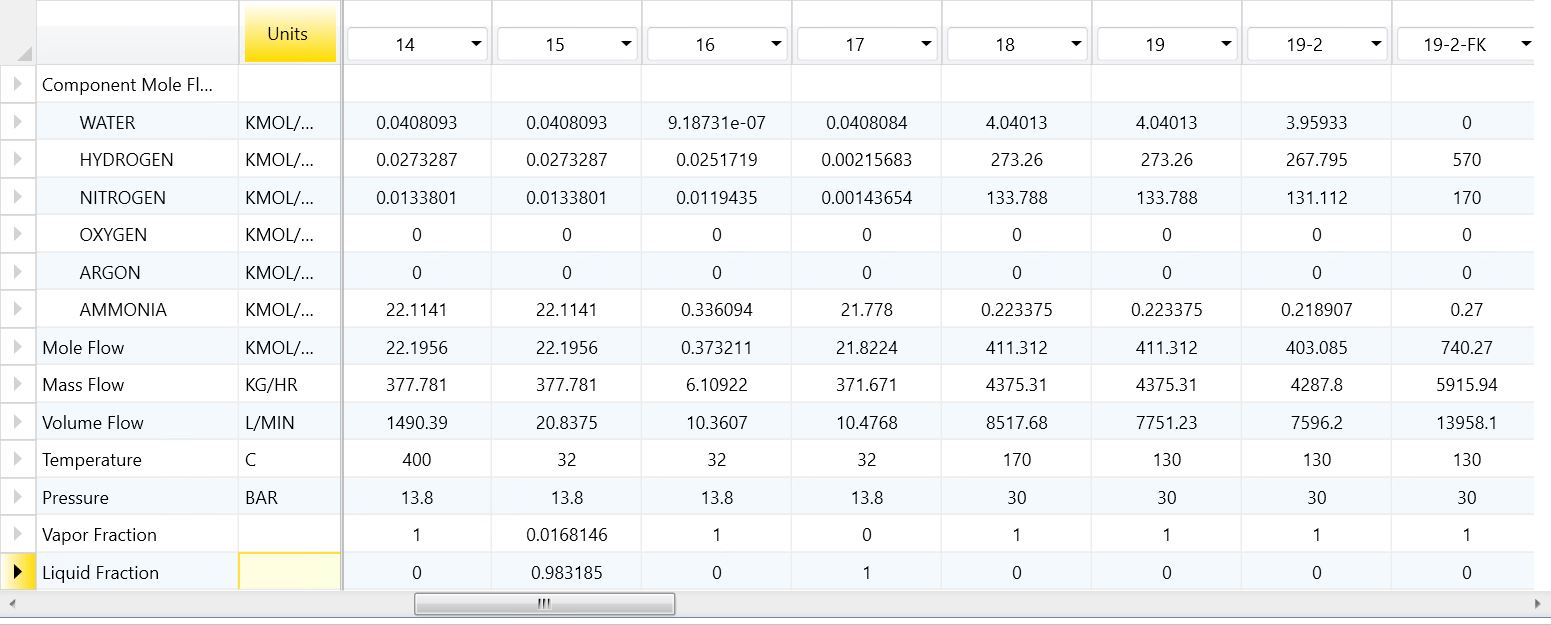 Units 14 15 16 17 18 19 19-2 19-2-FK
Component Mole Fl...
WATER KMOL/... 0.0408093 0.0408093 9.18731e-07 0.0408084 4.04013 4.04013 3.95933 0
HYDROGEN KMOL/... 0.0273287 0.0273287 0.0251719 0.00215683 273.26 273.26 267.795 570
NITROGEN KMOL/... 0.0133801 0.0133801 0.0119435 0.00143654 133.788 133.788 131.112 170
OXYGEN KMOL/... 0 0 0 0 0 0 0 0
ARGON KMOL/... 0 0 0 0 0 0 0 0
AMMONIA KMOL/... 22.1141 22.1141 0.336094 21.778 0.223375 0.223375 0.218907 0.27
Mole Flow KMOL/... 22.1956 22.1956 0.373211 21.8224 411.312 411.312 403.085 740.27
Mass Flow KG/HR 377.781 377.781 6.10922 371.671 4375.31 4375.31 4287.8 5915.94
Volume Flow L/MIN 1490.39 20.8375 10.3607 10.4768 8517.68 7751.23 7596.2 13958.1
Temperature C 400 32 32 32 170 130 130 130
Pressure BAR 13.8 13.8 13.8 13.8 30 30 30 30
Vapor Fraction 1 0.0168146 1 0 1 1 1 1
Liquid Fraction 0 0.983185 0 1 0 0 0 0